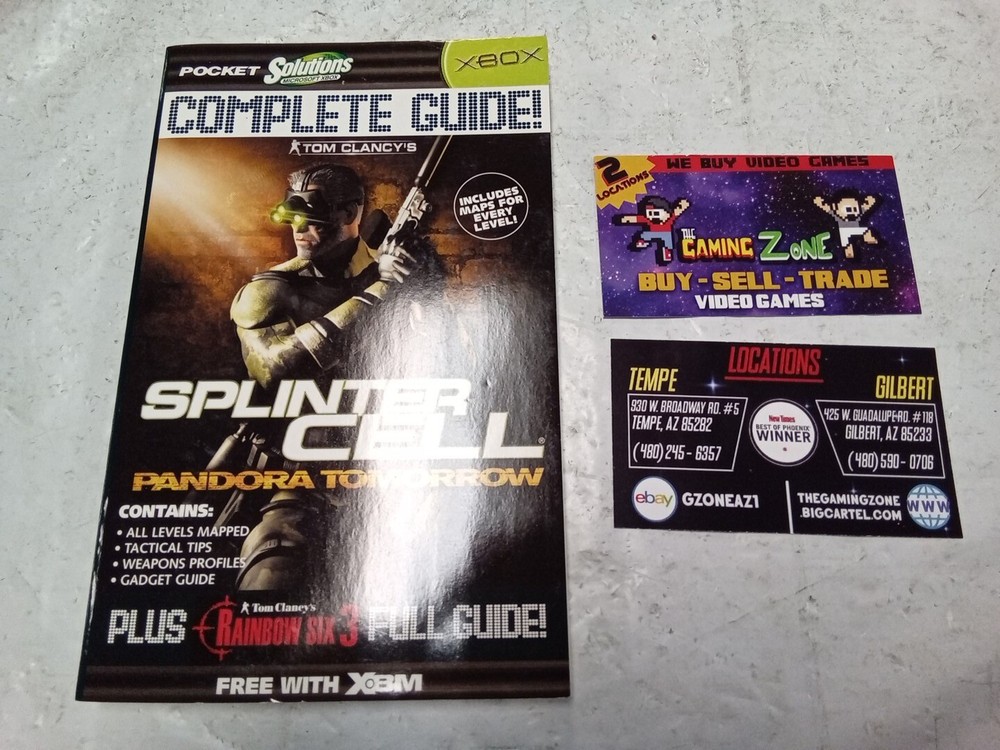 POCKET Solutions
MICROSOFT XBOX
XBOX
COMPLETE GUIDE!
TOM CLANCY'S
INCLUDES
MAPS FOR
EVERY
LEVEL!
SPLINTER
CELL®
PANDORA TOMORROW
CONTAINS:
• ALL LEVELS MAPPED
• TACTICAL TIPS
• WEAPONS PROFILES
• GADGET GUIDE
PLUS Tom Clancy's RAINBOW SIX 3 FULL GUIDE!
FREE WITH XBM
2
LOCATIONS
WE BUY VIDEO GAMES
THE GAMING ZONE
BUY - SELL - TRADE
VIDEO GAMES
LOCATIONS
TEMPE
930 W. BROADWAY RD. #5
TEMPE, AZ 85282
(480) 245 - 6357
New Times
BEST OF PHOENIX
WINNER
GILBERT
425 W. GUADALUPE RD. #118
GILBERT, AZ 85233
(480) 590 - 0706
ebay GZONEAZ1
THEGAMINGZONE
.BIGCARTEL.COM
WWW